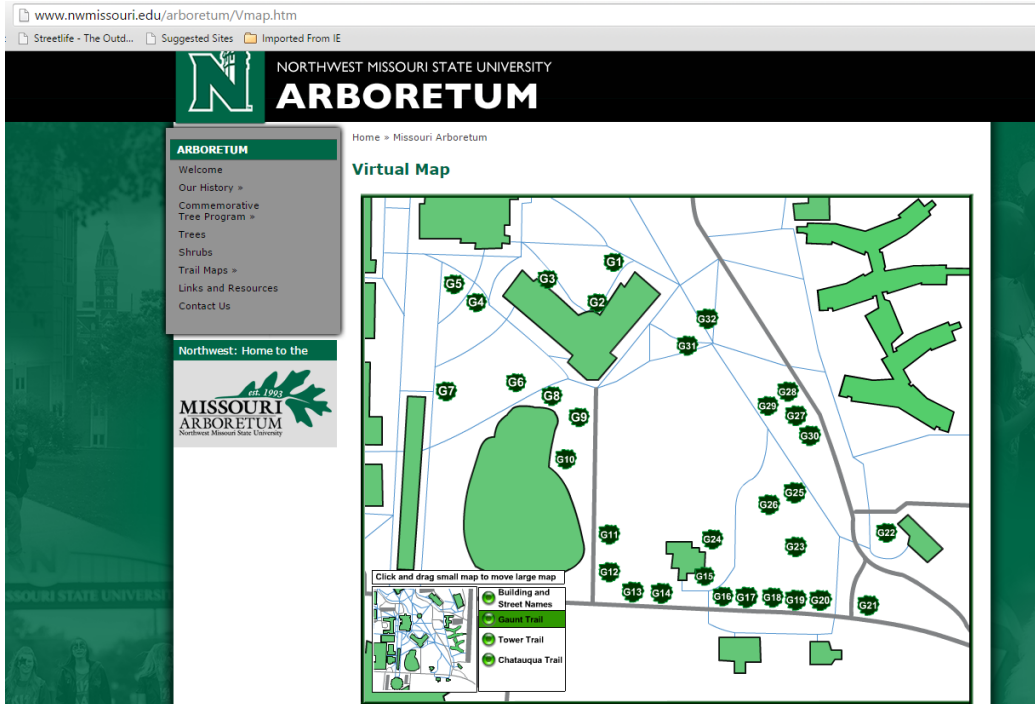 www.nwmissouri.edu/arboretum/Vmap.htm
Streetlife - The Outd... Suggested Sites Imported From IE
N
NORTHWEST MISSOURI STATE UNIVERSITY
ARBORETUM
Home » Missouri Arboretum
Virtual Map
ARBORETUM
Welcome
Our History »
Commemorative
Tree Program »
Trees
Shrubs
Trail Maps »
Links and Resources
Contact Us
Northwest: Home to the
est. 1993
MISSOURI
ARBORETUM
Northwest Missouri State University
G1
G3
G5
G2
G4
G32
G31
G6
G7
G8
G28
G29
G9
G27
G30
G10
G25
G26
G11
G24
G22
G23
G12
G15
G13
G14
G16
G17
G18
G19
G20
G21
Click and drag small map to move large map
Building and
Street Names
Gaunt Trail
Tower Trail
Chatauqua Trail
SSOURI STATE UNIVERSI